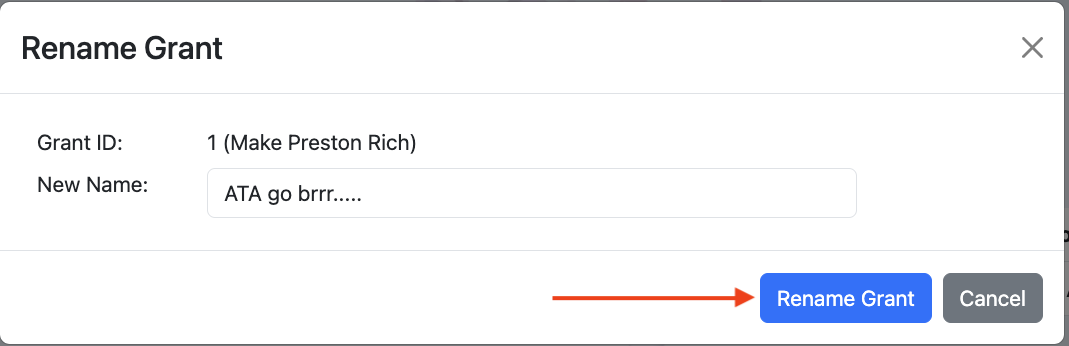 Rename Grant
Grant ID: 1 (Make Preston Rich)
New Name: ATA go brrr.....
Rename Grant Cancel